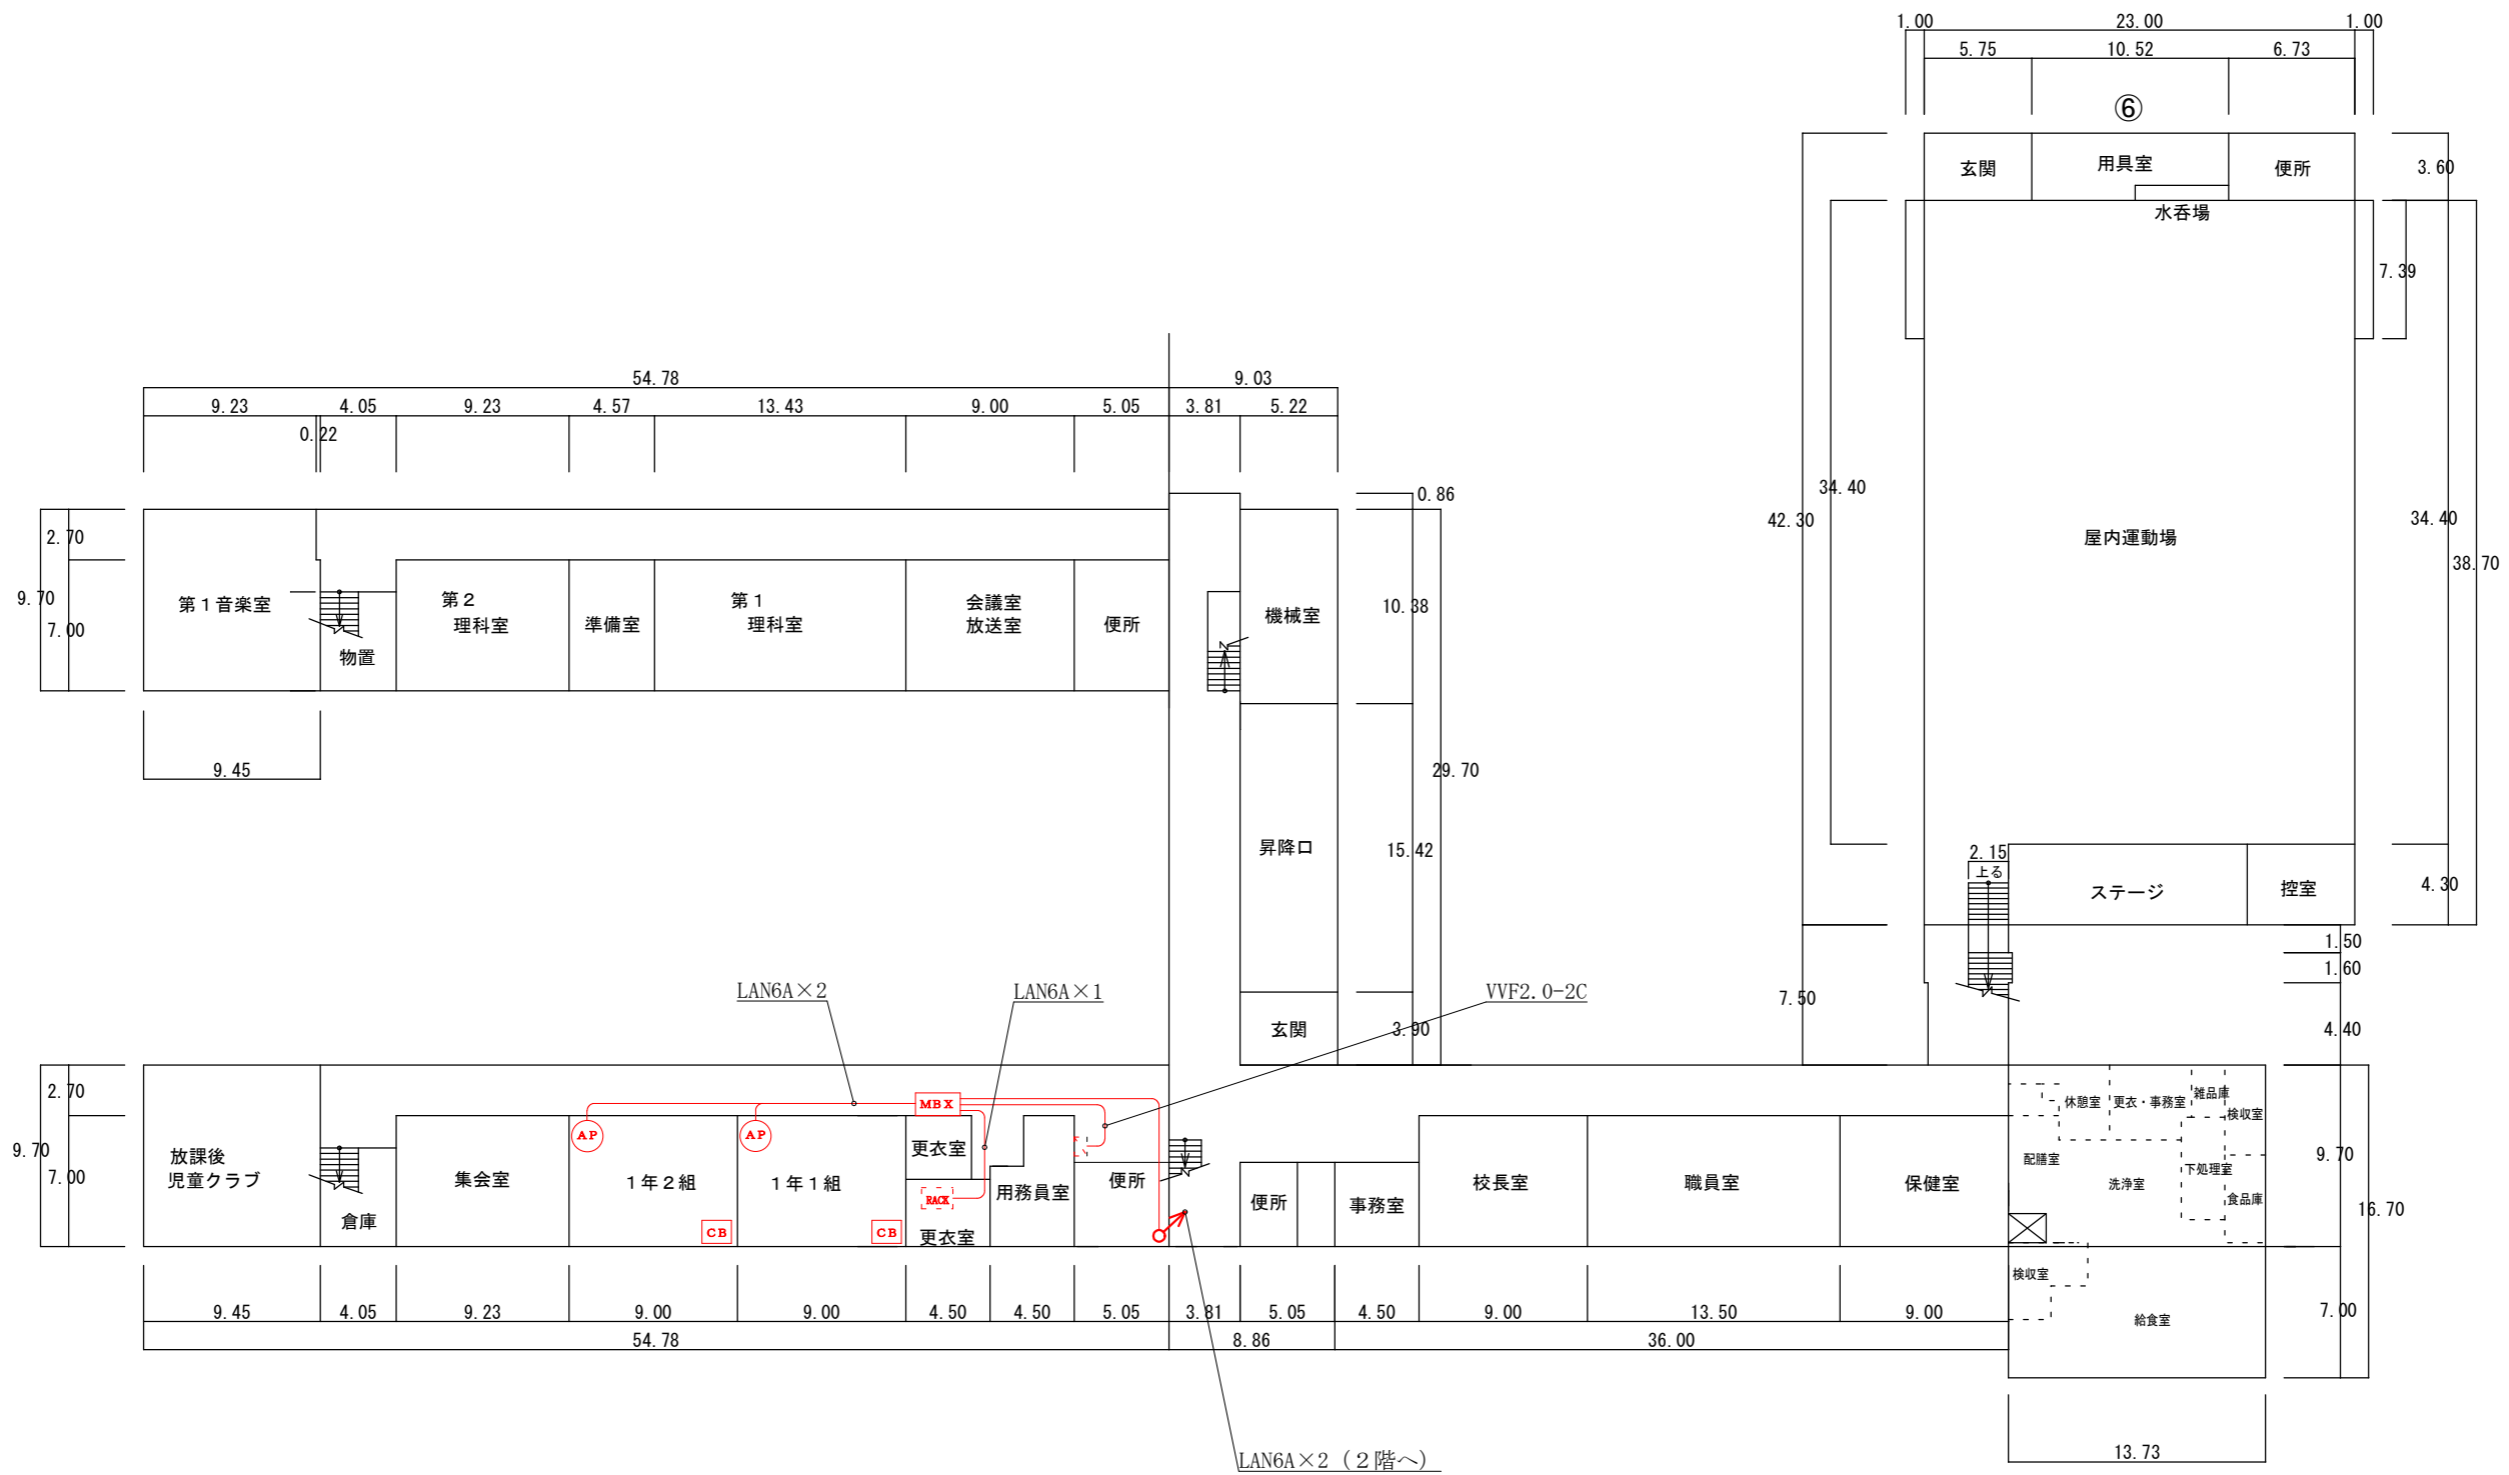 1.00 23.00 1.00
5.75 10.52 6.73
⑥
玄関 用具室 便所 3.60
水呑場
7.39
54.78 9.03
9.23 4.05 9.23 4.57 13.43 9.00 5.05 3.81 5.22
0.22
34.40 0.86
42.30 34.40
2.70 屋内運動場
38.70
9.70 第1音楽室 第2 第1 会議室 10.38
理科室 準備室 理科室 放送室 便所 機械室
7.00
物置
9.45 29.70
昇降口 15.42 2.15
上る
ステージ 控室 4.30
1.50
1.60
LAN6A×2 LAN6A×1 VVF2.0-2C 7.50
玄関 3.90 4.40
2.70 MBX 休憩室 更衣・事務室 雑品庫
検収室
AP AP 更衣室
9.70 放課後 配膳室 9.70
児童クラブ 集会室 1年2組 1年1組 用務員室 便所 校長室 職員室 保健室 洗浄室 下処理室
7.00 RACK 便所 事務室 食品庫
倉庫 CB CB 更衣室 16.70
検収室
9.45 4.05 9.23 9.00 9.00 4.50 4.50 5.05 3.81 5.05 4.50 9.00 13.50 9.00 給食室 7.00
54.78 8.86 36.00
LAN6A×2（2階へ） 13.73